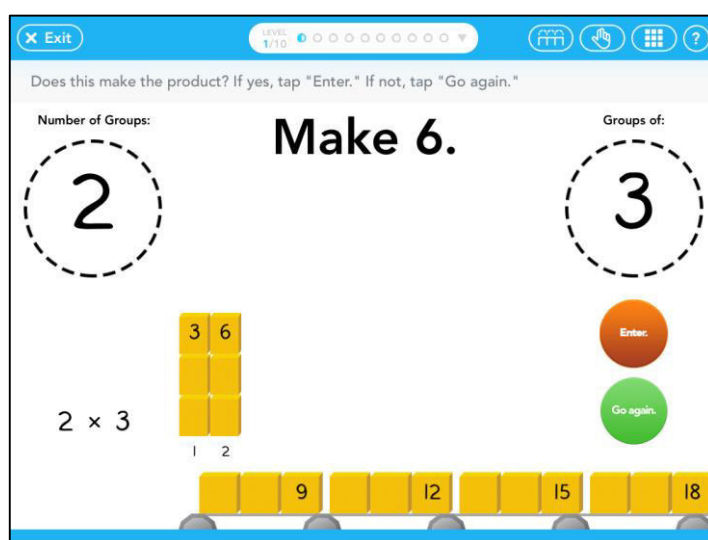 X Exit
LEVEL
1/10
?
Does this make the product? If yes, tap "Enter." If not, tap "Go again."
Number of Groups:
Make 6.
Groups of:
2
3
3 6
Enter.
2 × 3
Go again.
1 2
9 12 15 18